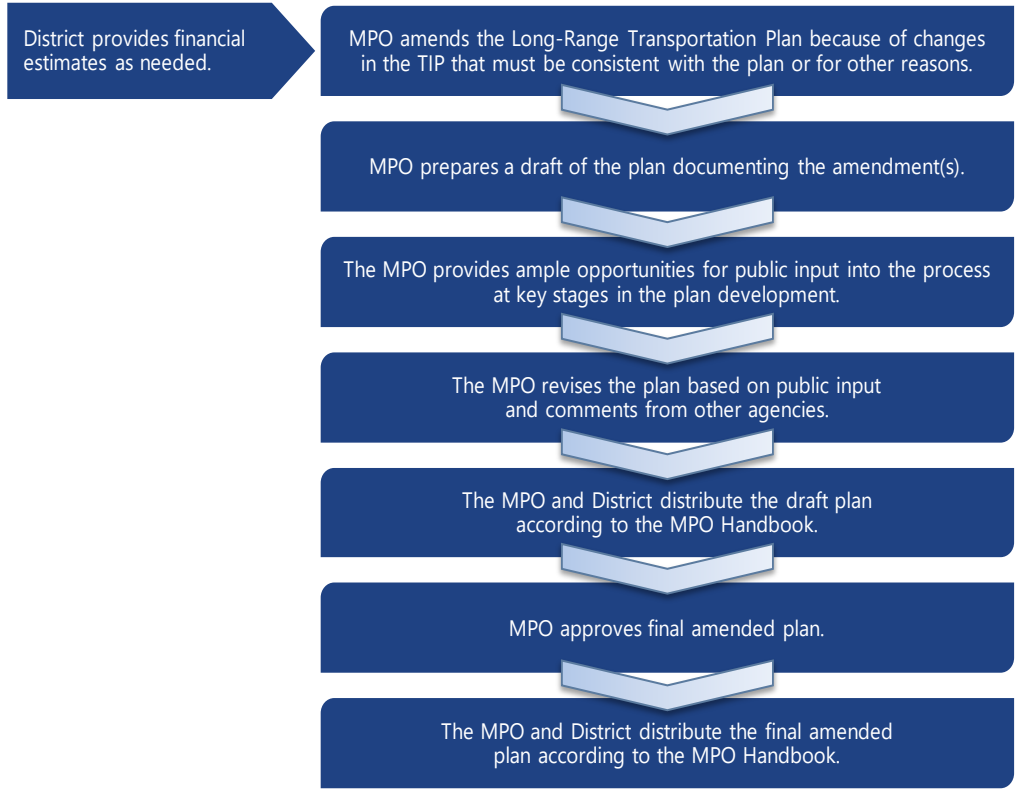 District provides financial
estimates as needed.
MPO amends the Long-Range Transportation Plan because of changes
in the TIP that must be consistent with the plan or for other reasons.
MPO prepares a draft of the plan documenting the amendment(s).
The MPO provides ample opportunities for public input into the process
at key stages in the plan development.
The MPO revises the plan based on public input
and comments from other agencies.
The MPO and District distribute the draft plan
according to the MPO Handbook.
MPO approves final amended plan.
The MPO and District distribute the final amended
plan according to the MPO Handbook.